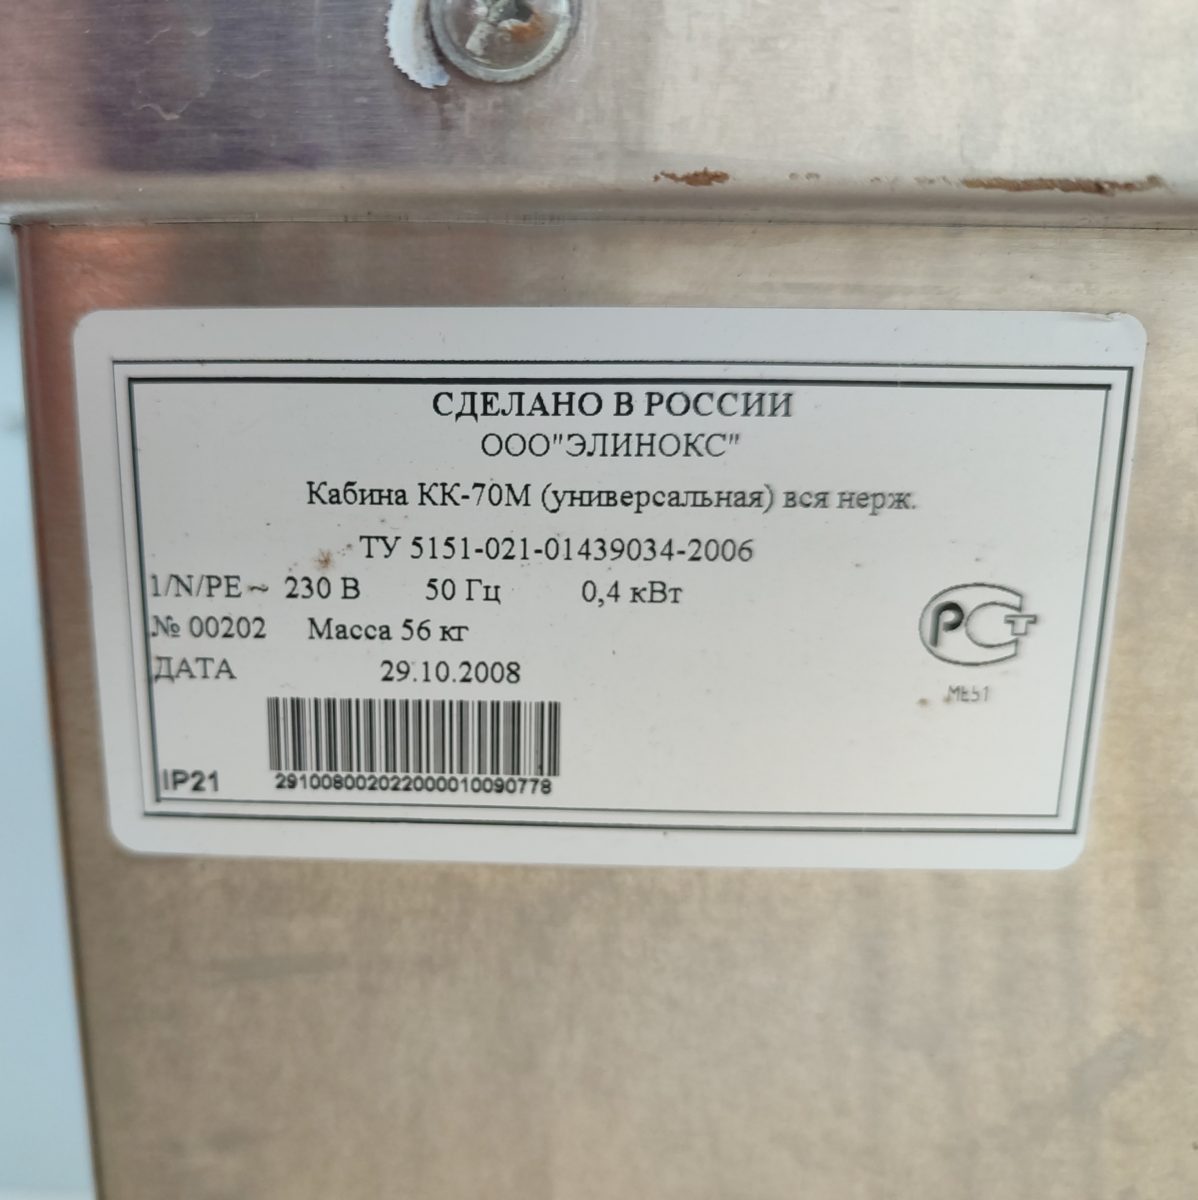 СДЕЛАНО В РОССИИ
ООО"ЭЛИНОКС"
Кабина КК-70М (универсальная) вся нерж.
ТУ 5151-021-01439034-2006
1/N/PE ~ 230 В 50 Гц 0,4 кВт
№ 00202 Масса 56 кг
ДАТА 29.10.2008
РСТ
МЕ51
IP21 291008002022000010090778